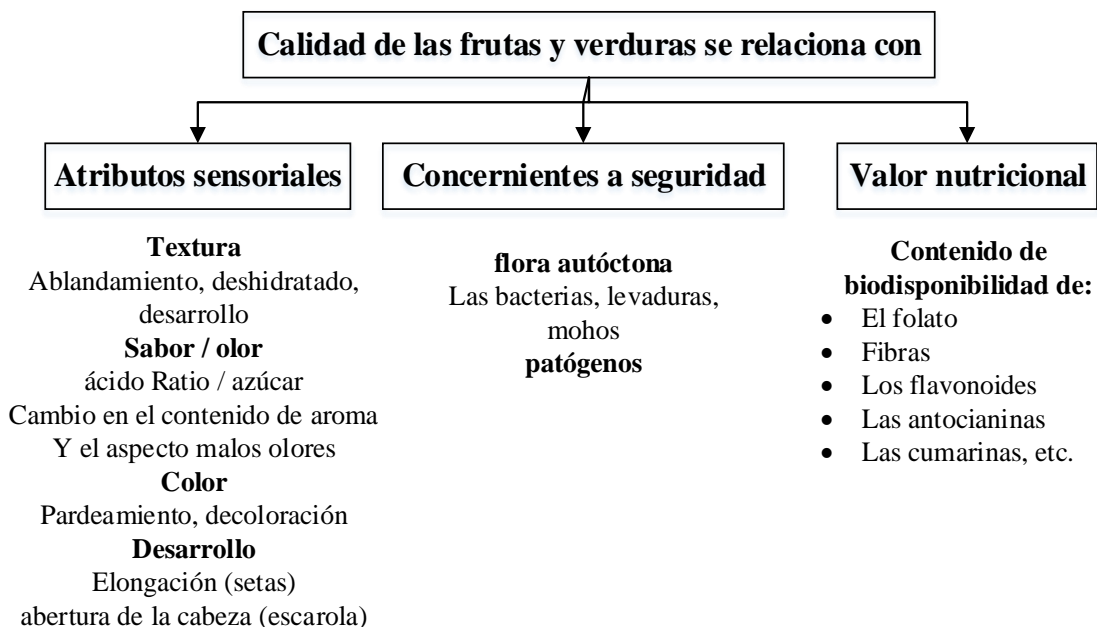 Calidad de las frutas y verduras se relaciona con
Atributos sensoriales
Textura
Ablandamiento, deshidratado,
desarrollo
Sabor / olor
ácido Ratio / azúcar
Cambio en el contenido de aroma
Y el aspecto malos olores
Color
Pardeamiento, decoloración
Desarrollo
Elongación (setas)
abertura de la cabeza (escarola)
Concernientes a seguridad
flora autóctona
Las bacterias, levaduras,
mohos
patógenos
Valor nutricional
Contenido de
biodisponibilidad de:
• El folato
• Fibras
• Los flavonoides
• Las antocianinas
• Las cumarinas, etc.